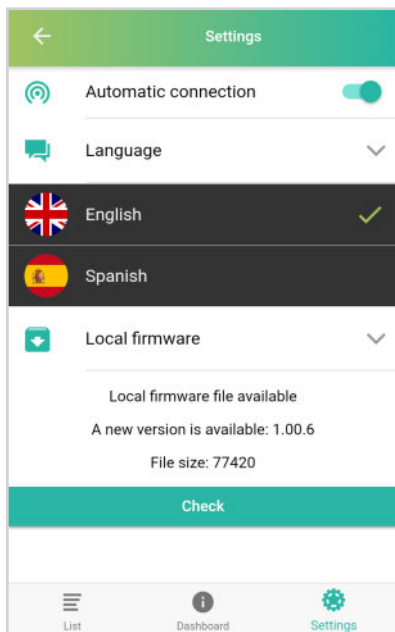 Settings
Automatic connection
Language
English
Spanish
Local firmware
Local firmware file available
A new version is available: 1.00.6
File size: 77420
Check
List
Dashboard
Settings